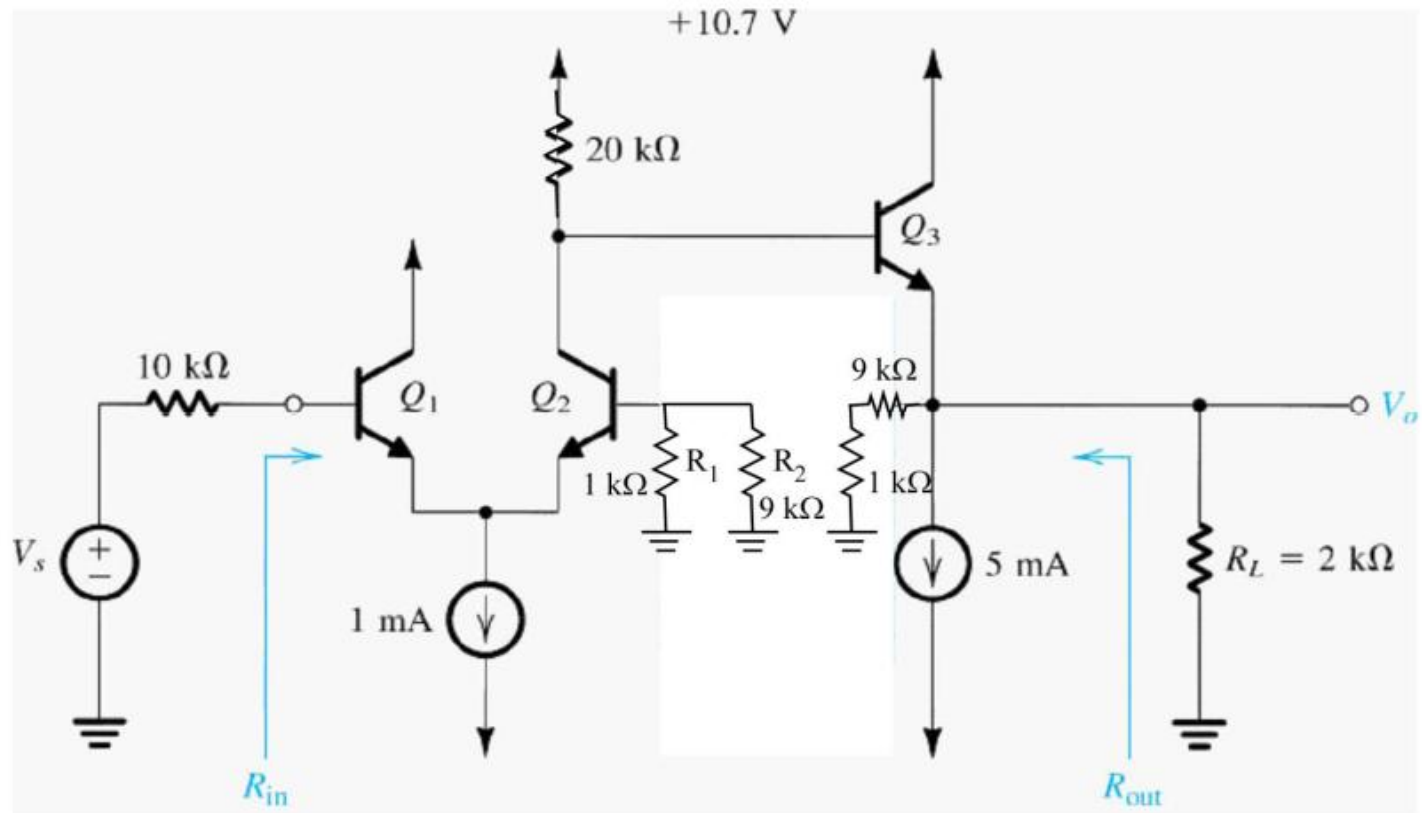 +10.7 V
20 kΩ
Q3
10 kΩ
Q1
Q2
9 kΩ
Vo
1 kΩ
R1
R2
9 kΩ
1 kΩ
Vs
+
−
1 mA
5 mA
RL = 2 kΩ
Rin
Rout